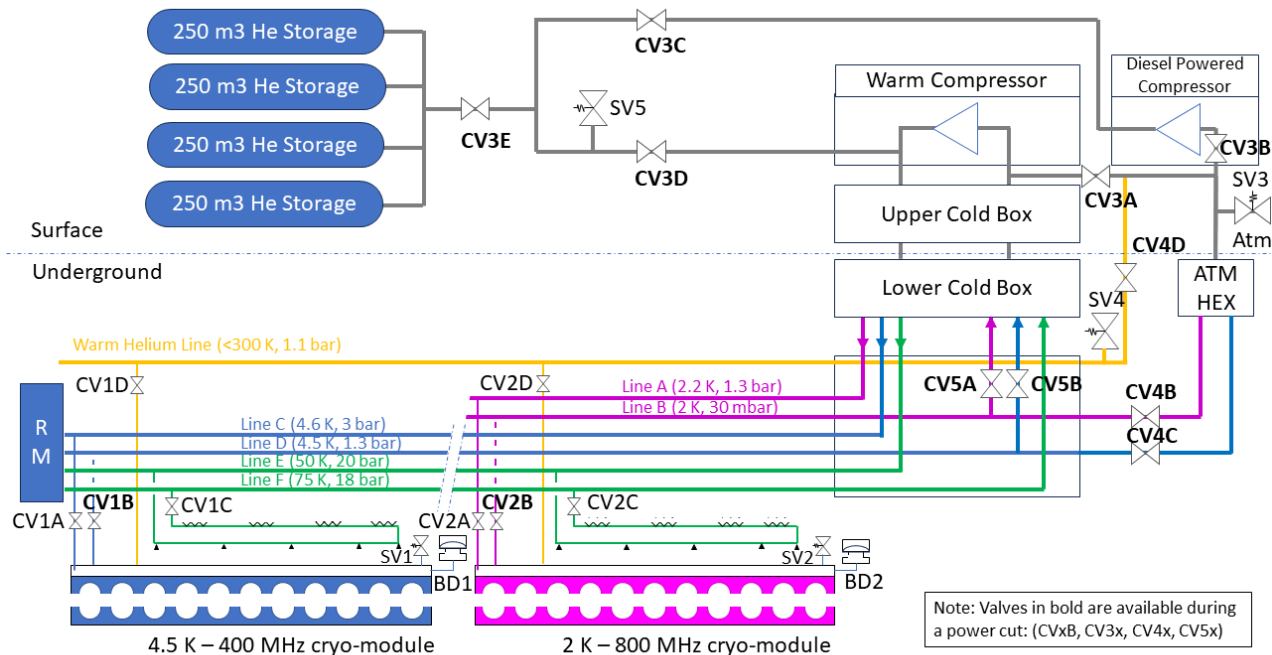 250 m3 He Storage
250 m3 He Storage
250 m3 He Storage
250 m3 He Storage
CV3E
SV5
CV3C
CV3D
Warm Compressor
Diesel Powered
Compressor
CV3B
SV3
CV3A
Atm
Upper Cold Box
Surface
Underground
CV4D
Lower Cold Box
SV4
ATM
HEX
Warm Helium Line (<300 K, 1.1 bar)
CV1D
CV2D
Line A (2.2 K, 1.3 bar)
Line B (2 K, 30 mbar)
CV5A
CV5B
CV4B
CV4C
R
M
Line C (4.6 K, 3 bar)
Line D (4.5 K, 1.3 bar)
Line E (50 K, 20 bar)
Line F (75 K, 18 bar)
CV1A
CV1B
CV1C
CV2A
CV2B
CV2C
SV1
BD1
SV2
BD2
4.5 K – 400 MHz cryo-module
2 K – 800 MHz cryo-module
Note: Valves in bold are available during
a power cut: (CVxB, CV3x, CV4x, CV5x)